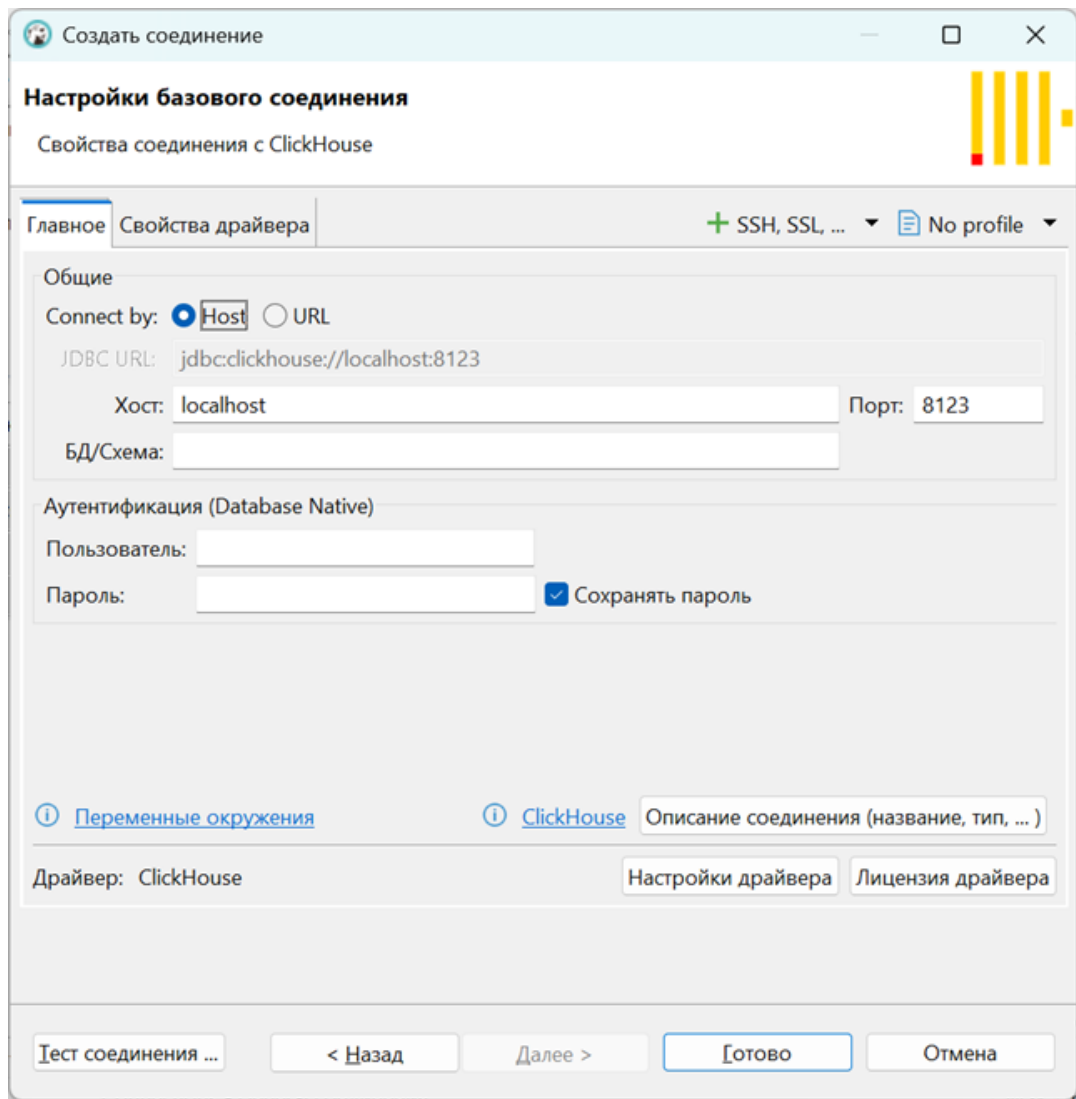 Создать соединение
Настройки базового соединения
Свойства соединения с ClickHouse
Главное Свойства драйвера SSH, SSL, ... No profile
Общие
Connect by: Host URL
JDBC URL: jdbc:clickhouse://localhost:8123
Хост: localhost Порт: 8123
БД/Схема:
Аутентификация (Database Native)
Пользователь:
Пароль: Сохранять пароль
Переменные окружения ClickHouse Описание соединения (название, тип, ... )
Драйвер: ClickHouse Настройки драйвера Лицензия драйвера
Тест соединения ... < Назад Далее > Готово Отмена